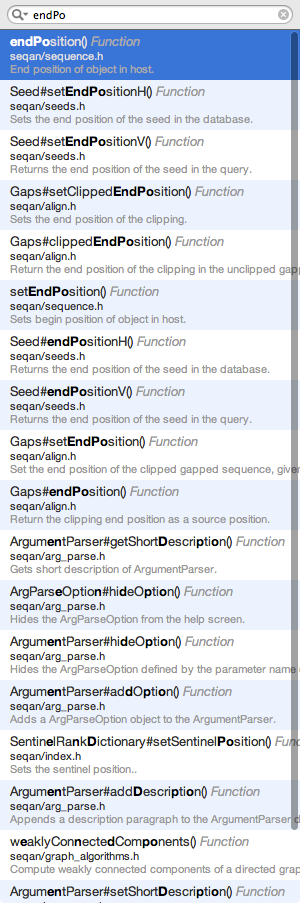 endPo
endPosition() Function
seqan/sequence.h
End position of object in host.
Seed#setEndPositionH() Function
seqan/seeds.h
Sets the end position of the seed in the database.
Seed#setEndPositionV() Function
seqan/seeds.h
Returns the end position of the seed in the query.
Gaps#setClippedEndPosition() Function
seqan/align.h
Sets the end position of the clipping.
Gaps#clippedEndPosition() Function
seqan/align.h
Return the end position of the clipping in the unclipped gapp
setEndPosition() Function
seqan/sequence.h
Sets begin position of object in host.
Seed#endPositionH() Function
seqan/seeds.h
Returns the end position of the seed in the database.
Seed#endPositionV() Function
seqan/seeds.h
Returns the end position of the seed in the query.
Gaps#setEndPosition() Function
seqan/align.h
Set the end position of the clipped gapped sequence, give
Gaps#endPosition() Function
seqan/align.h
Return the clipping end position as a source position.
ArgumentParser#getShortDescription() Function
seqan/arg_parse.h
Gets short description of ArgumentParser.
ArgParseOption#hideOption() Function
seqan/arg_parse.h
Hides the ArgParseOption from the help screen.
ArgumentParser#hideOption() Function
seqan/arg_parse.h
Hides the ArgParseOption defined by the parameter name
ArgumentParser#addOption() Function
seqan/arg_parse.h
Adds a ArgParseOption object to the ArgumentParser.
SentinelRankDictionary#setSentinelPosition() Function
seqan/index.h
Sets the sentinel position..
ArgumentParser#addDescription() Function
seqan/arg_parse.h
Appends a description paragraph to the ArgumentParser d
weaklyConnectedComponents() Function
seqan/graph_algorithms.h
Compute weakly connected components of a directed grap
ArgumentParser#setShortDescription() Function